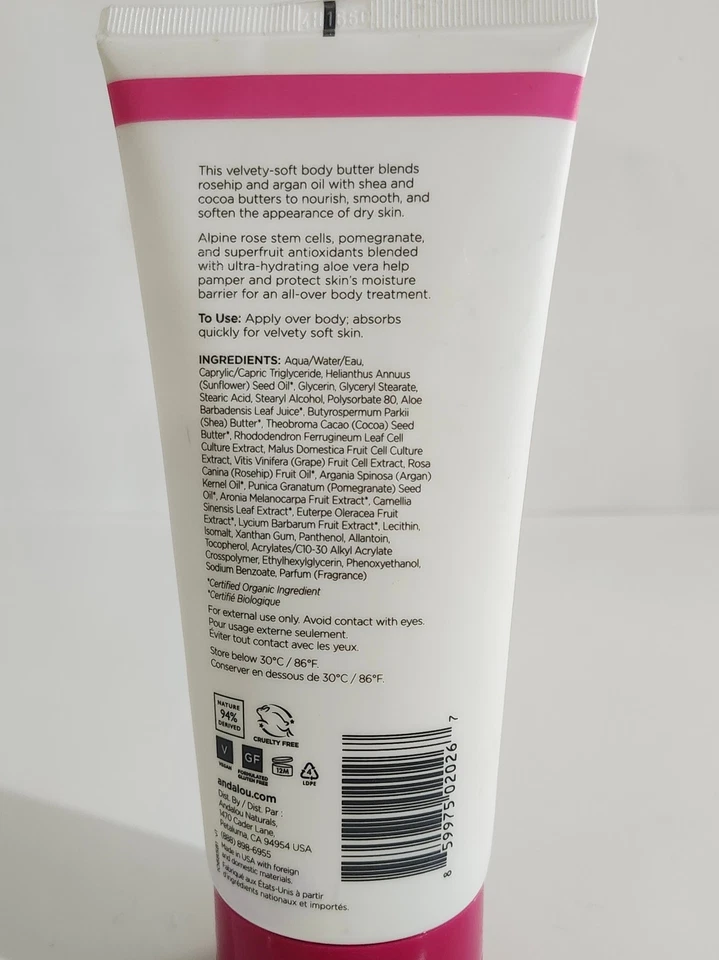 This velvety-soft body butter blends
rosehip and argan oil with shea and
cocoa butters to nourish, smooth, and
soften the appearance of dry skin.
Alpine rose stem cells, pomegranate,
and superfruit antioxidants blended
with ultra-hydrating aloe vera help
pamper and protect skin's moisture
barrier for an all-over body treatment.
To Use: Apply over body; absorbs
quickly for velvety soft skin.
INGREDIENTS: Aqua/Water/Eau,
Caprylic/Capric Triglyceride, Helianthus Annuus
(Sunflower) Seed Oil*, Glycerin, Glyceryl Stearate,
Stearic Acid, Stearyl Alcohol, Polysorbate 80, Aloe
Barbadensis Leaf Juice*, Butyrospermum Parkii
(Shea) Butter*, Theobroma Cacao (Cocoa) Seed
Butter*, Rhododendron Ferrugineum Leaf Cell
Culture Extract, Malus Domestica Fruit Cell Culture
Extract, Vitis Vinifera (Grape) Fruit Cell Extract, Rosa
Canina (Rosehip) Fruit Oil*, Argania Spinosa (Argan)
Kernel Oil*, Punica Granatum (Pomegranate) Seed
Oil*, Aronia Melanocarpa Fruit Extract*, Camellia
Sinensis Leaf Extract*, Euterpe Oleracea Fruit
Extract*, Lycium Barbarum Fruit Extract*, Lecithin,
Isomalt, Xanthan Gum, Panthenol, Allantoin,
Tocopherol, Acrylates/C10-30 Alkyl Acrylate
Crosspolymer, Ethylhexylglycerin, Phenoxyethanol,
Sodium Benzoate, Parfum (Fragrance)
*Certified Organic Ingredient
*Certifié Biologique
For external use only. Avoid contact with eyes.
Pour usage externe seulement.
Éviter tout contact avec les yeux.
Store below 30°C / 86°F.
Conserver en dessous de 30°C / 86°F.
NATURE
94%
DERIVED
CRUELTY FREE
V
VEGAN
GF
FORMULATED
GLUTEN FREE
12M
4
LDPE
andalou.com
Dist. By / Dist. Par :
Andalou Naturals,
1470 Cader Lane,
Petaluma, CA 94954 USA
(888) 898-6955
Made in USA with foreign
and domestic materials.
Fabriqué aux États-Unis à partir
d'ingrédients nationaux et importés.
8 59975 02026 7